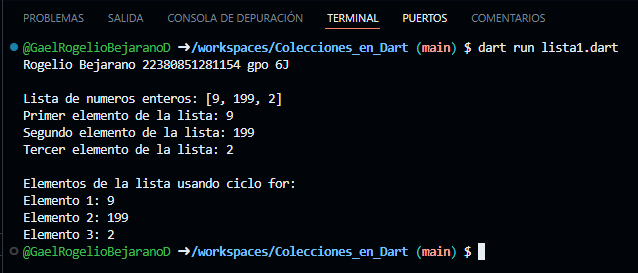 PROBLEMAS SALIDA CONSOLA DE DEPURACIÓN TERMINAL PUERTOS COMENTARIOS
@GaelRogelioBejaranoD ➜/workspaces/Colecciones_en_Dart (main) $ dart run lista1.dart
Rogelio Bejarano 22380851281154 gpo 6J
Lista de numeros enteros: [9, 199, 2]
Primer elemento de la lista: 9
Segundo elemento de la lista: 199
Tercer elemento de la lista: 2
Elementos de la lista usando ciclo for:
Elemento 1: 9
Elemento 2: 199
Elemento 3: 2
@GaelRogelioBejaranoD ➜/workspaces/Colecciones_en_Dart (main) $